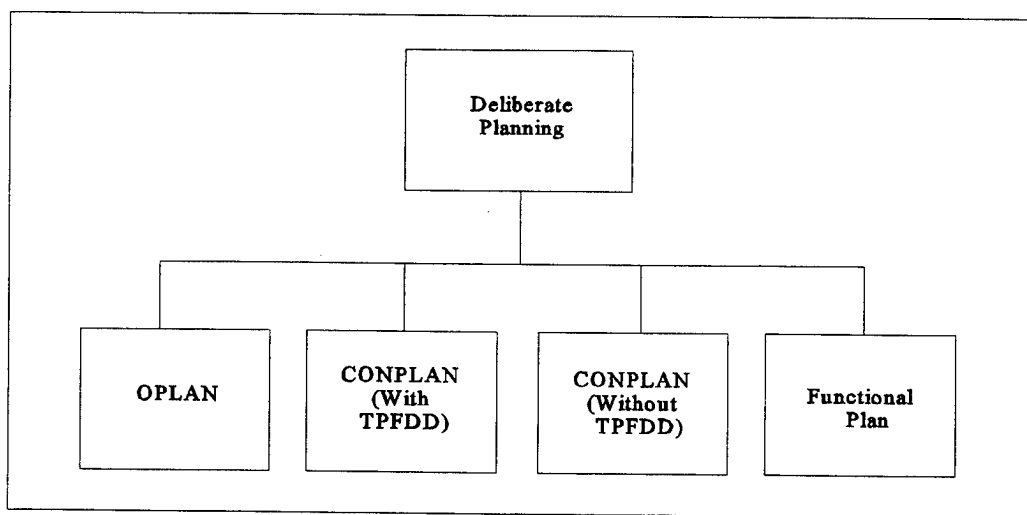 Deliberate
Planning
OPLAN
CONPLAN
(With
TPFDD)
CONPLAN
(Without
TPFDD)
Functional
Plan